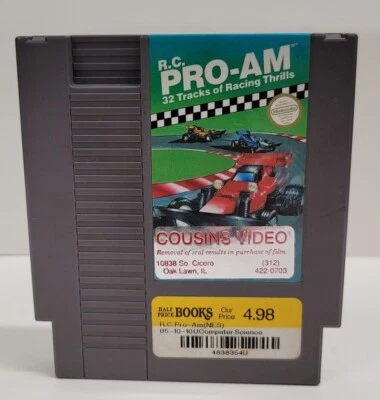 R.C.
PRO-AM
32 Tracks of Racing Thrills
COUSINS VIDEO
Removal of seal results in purchase of film.
10838 So. Cicero (312)
Oak Lawn, IL 422-0703
HALF PRICE BOOKS Our Price 4.98
R.C.Pro-Am(NES)
05-10-10UComputer Science
4838354U